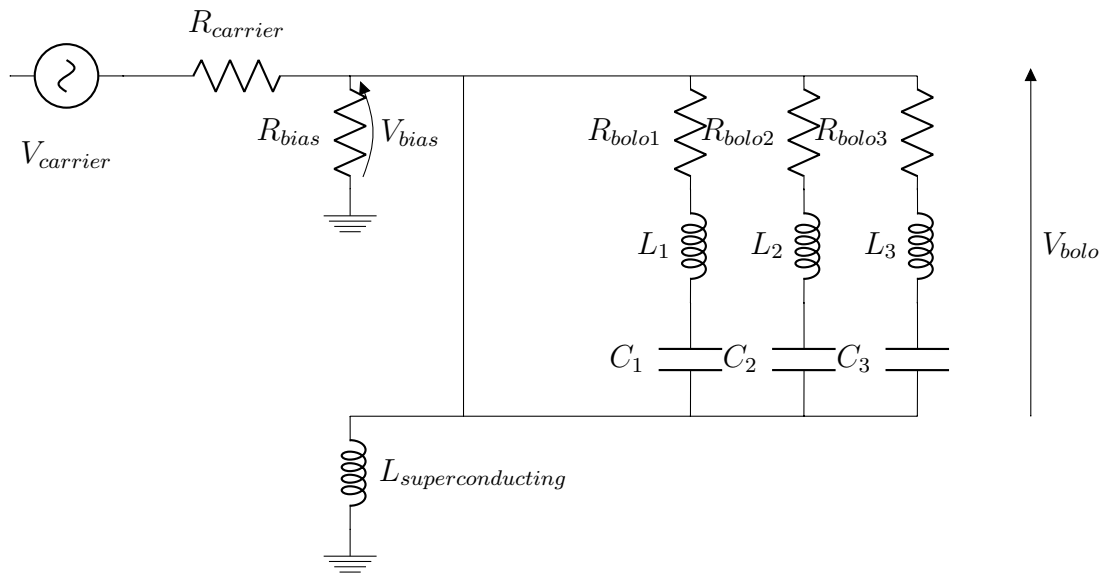 R_{carrier}
V_{carrier}
R_{bias}
V_{bias}
R_{bolo1}
R_{bolo2}
R_{bolo3}
L_1
L_2
L_3
V_{bolo}
C_1
C_2
C_3
L_{superconducting}